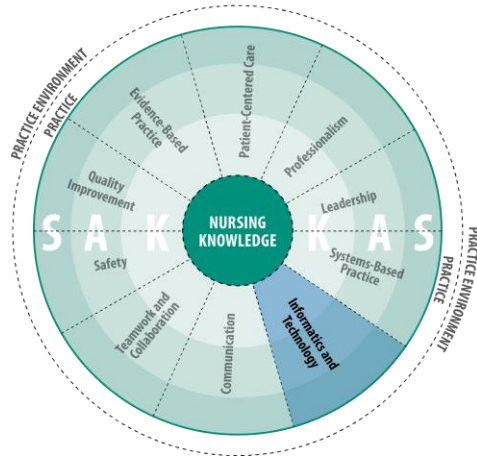 PRACTICE ENVIRONMENT
PRACTICE
Patient-Centered Care
Evidence-Based
Practice
Professionalism
Quality
Improvement
Leadership
S A K
NURSING
KNOWLEDGE
K A S
Safety
Systems-Based
Practice
Teamwork and
Collaboration
Communication
Informatics and
Technology
PRACTICE
PRACTICE ENVIRONMENT